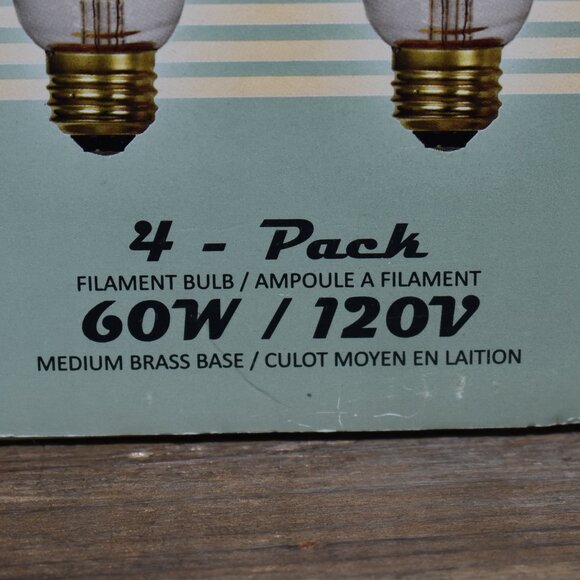 4 - Pack
FILAMENT BULB / AMPOULE A FILAMENT
60W / 120V
MEDIUM BRASS BASE / CULOT MOYEN EN LAITION